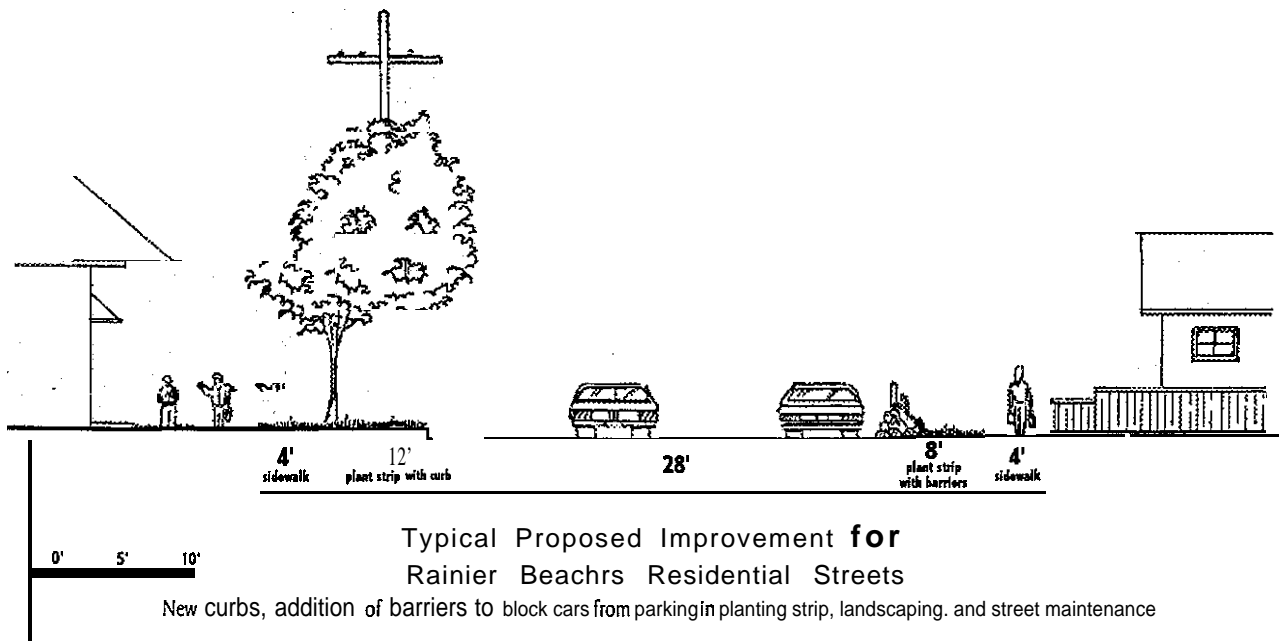 4' 12' 28' 8' 4'
sidewalk plant strip with curb plant strip sidewalk
with barriers
0' 5' 10'
Typical Proposed Improvement for
Rainier Beachrs Residential Streets
New curbs, addition of barriers to block cars from parkingin planting strip, landscaping. and street maintenance